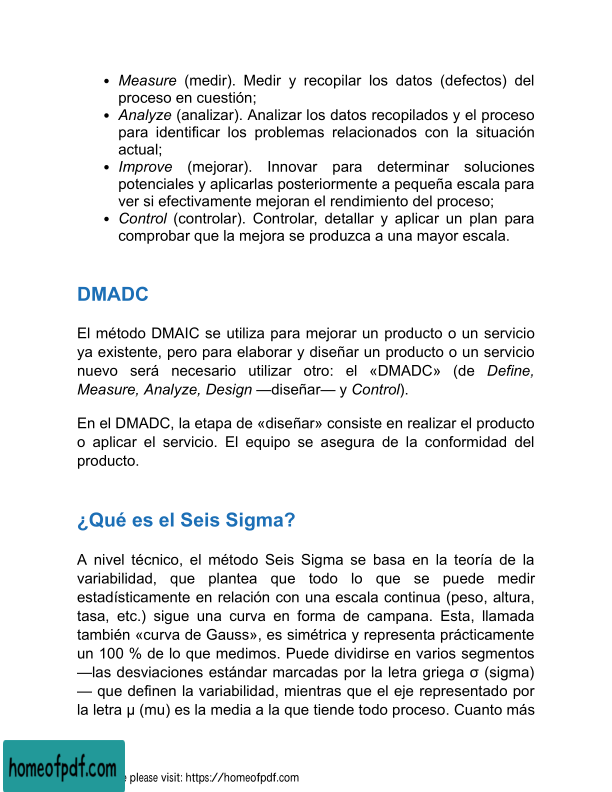 • Measure (medir). Medir y recopilar los datos (defectos) del
proceso en cuestión;
• Analyze (analizar). Analizar los datos recopilados y el proceso
para identificar los problemas relacionados con la situación
actual;
• Improve (mejorar). Innovar para determinar soluciones
potenciales y aplicarlas posteriormente a pequeña escala para
ver si efectivamente mejoran el rendimiento del proceso;
• Control (controlar). Controlar, detallar y aplicar un plan para
comprobar que la mejora se produzca a una mayor escala.
DMADC
El método DMAIC se utiliza para mejorar un producto o un servicio
ya existente, pero para elaborar y diseñar un producto o un servicio
nuevo será necesario utilizar otro: el «DMADC» (de Define,
Measure, Analyze, Design —diseñar— y Control).
En el DMADC, la etapa de «diseñar» consiste en realizar el producto
o aplicar el servicio. El equipo se asegura de la conformidad del
producto.
¿Qué es el Seis Sigma?
A nivel técnico, el método Seis Sigma se basa en la teoría de la
variabilidad, que plantea que todo lo que se puede medir
estadísticamente en relación con una escala continua (peso, altura,
tasa, etc.) sigue una curva en forma de campana. Esta, llamada
también «curva de Gauss», es simétrica y representa prácticamente
un 100 % de lo que medimos. Puede dividirse en varios segmentos
—las desviaciones estándar marcadas por la letra griega σ (sigma)
— que definen la variabilidad, mientras que el eje representado por
la letra μ (mu) es la media a la que tiende todo proceso. Cuanto más
homeofpdf.com
please visit: https://homeofpdf.com